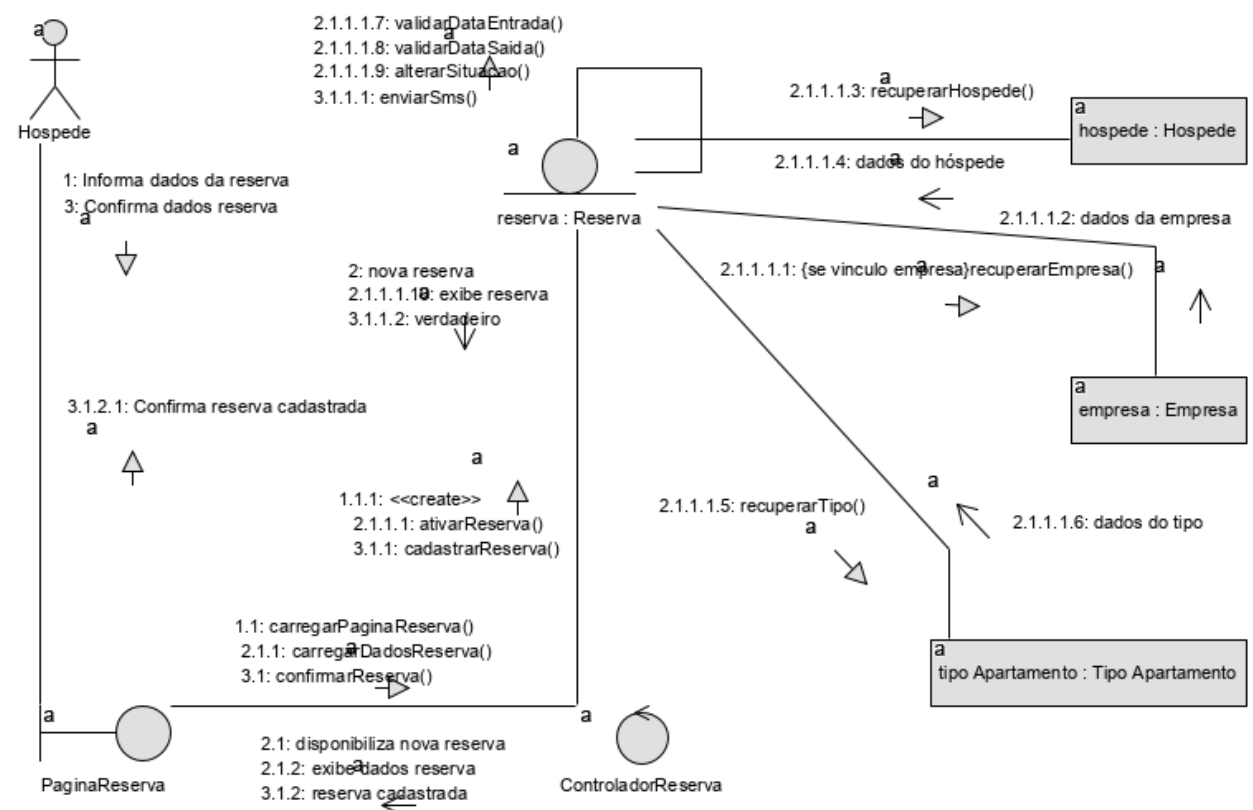 a
Hospede
2.1.1.1.7: validarDataEntrada()
a
2.1.1.1.8: validarDataSaida()
2.1.1.1.9: alterarSituacao()
3.1.1.1: enviarSms()
a
reserva : Reserva
a
2.1.1.1.3: recuperarHospede()
a
hospede : Hospede
2.1.1.1.4: dados do hóspede
a
1: Informa dados da reserva
3: Confirma dados reserva
a
2.1.1.1.2: dados da empresa
a
2.1.1.1.1: {se vinculo empresa}recuperarEmpresa()
a
2: nova reserva
2.1.1.1.10: exibe reserva
a
3.1.1.2: verdadeiro
a
empresa : Empresa
3.1.2.1: Confirma reserva cadastrada
a
a
1.1.1: <<create>>
2.1.1.1: ativarReserva()
3.1.1: cadastrarReserva()
2.1.1.1.5: recuperarTipo()
a
a
2.1.1.1.6: dados do tipo
1.1: carregarPaginaReserva()
2.1.1: carregarDadosReserva()
a
3.1: confirmarReserva()
a
tipo Apartamento : Tipo Apartamento
a
PaginaReserva
2.1: disponibiliza nova reserva
2.1.2: exibe dados reserva
a
3.1.2: reserva cadastrada
a
ControladorReserva